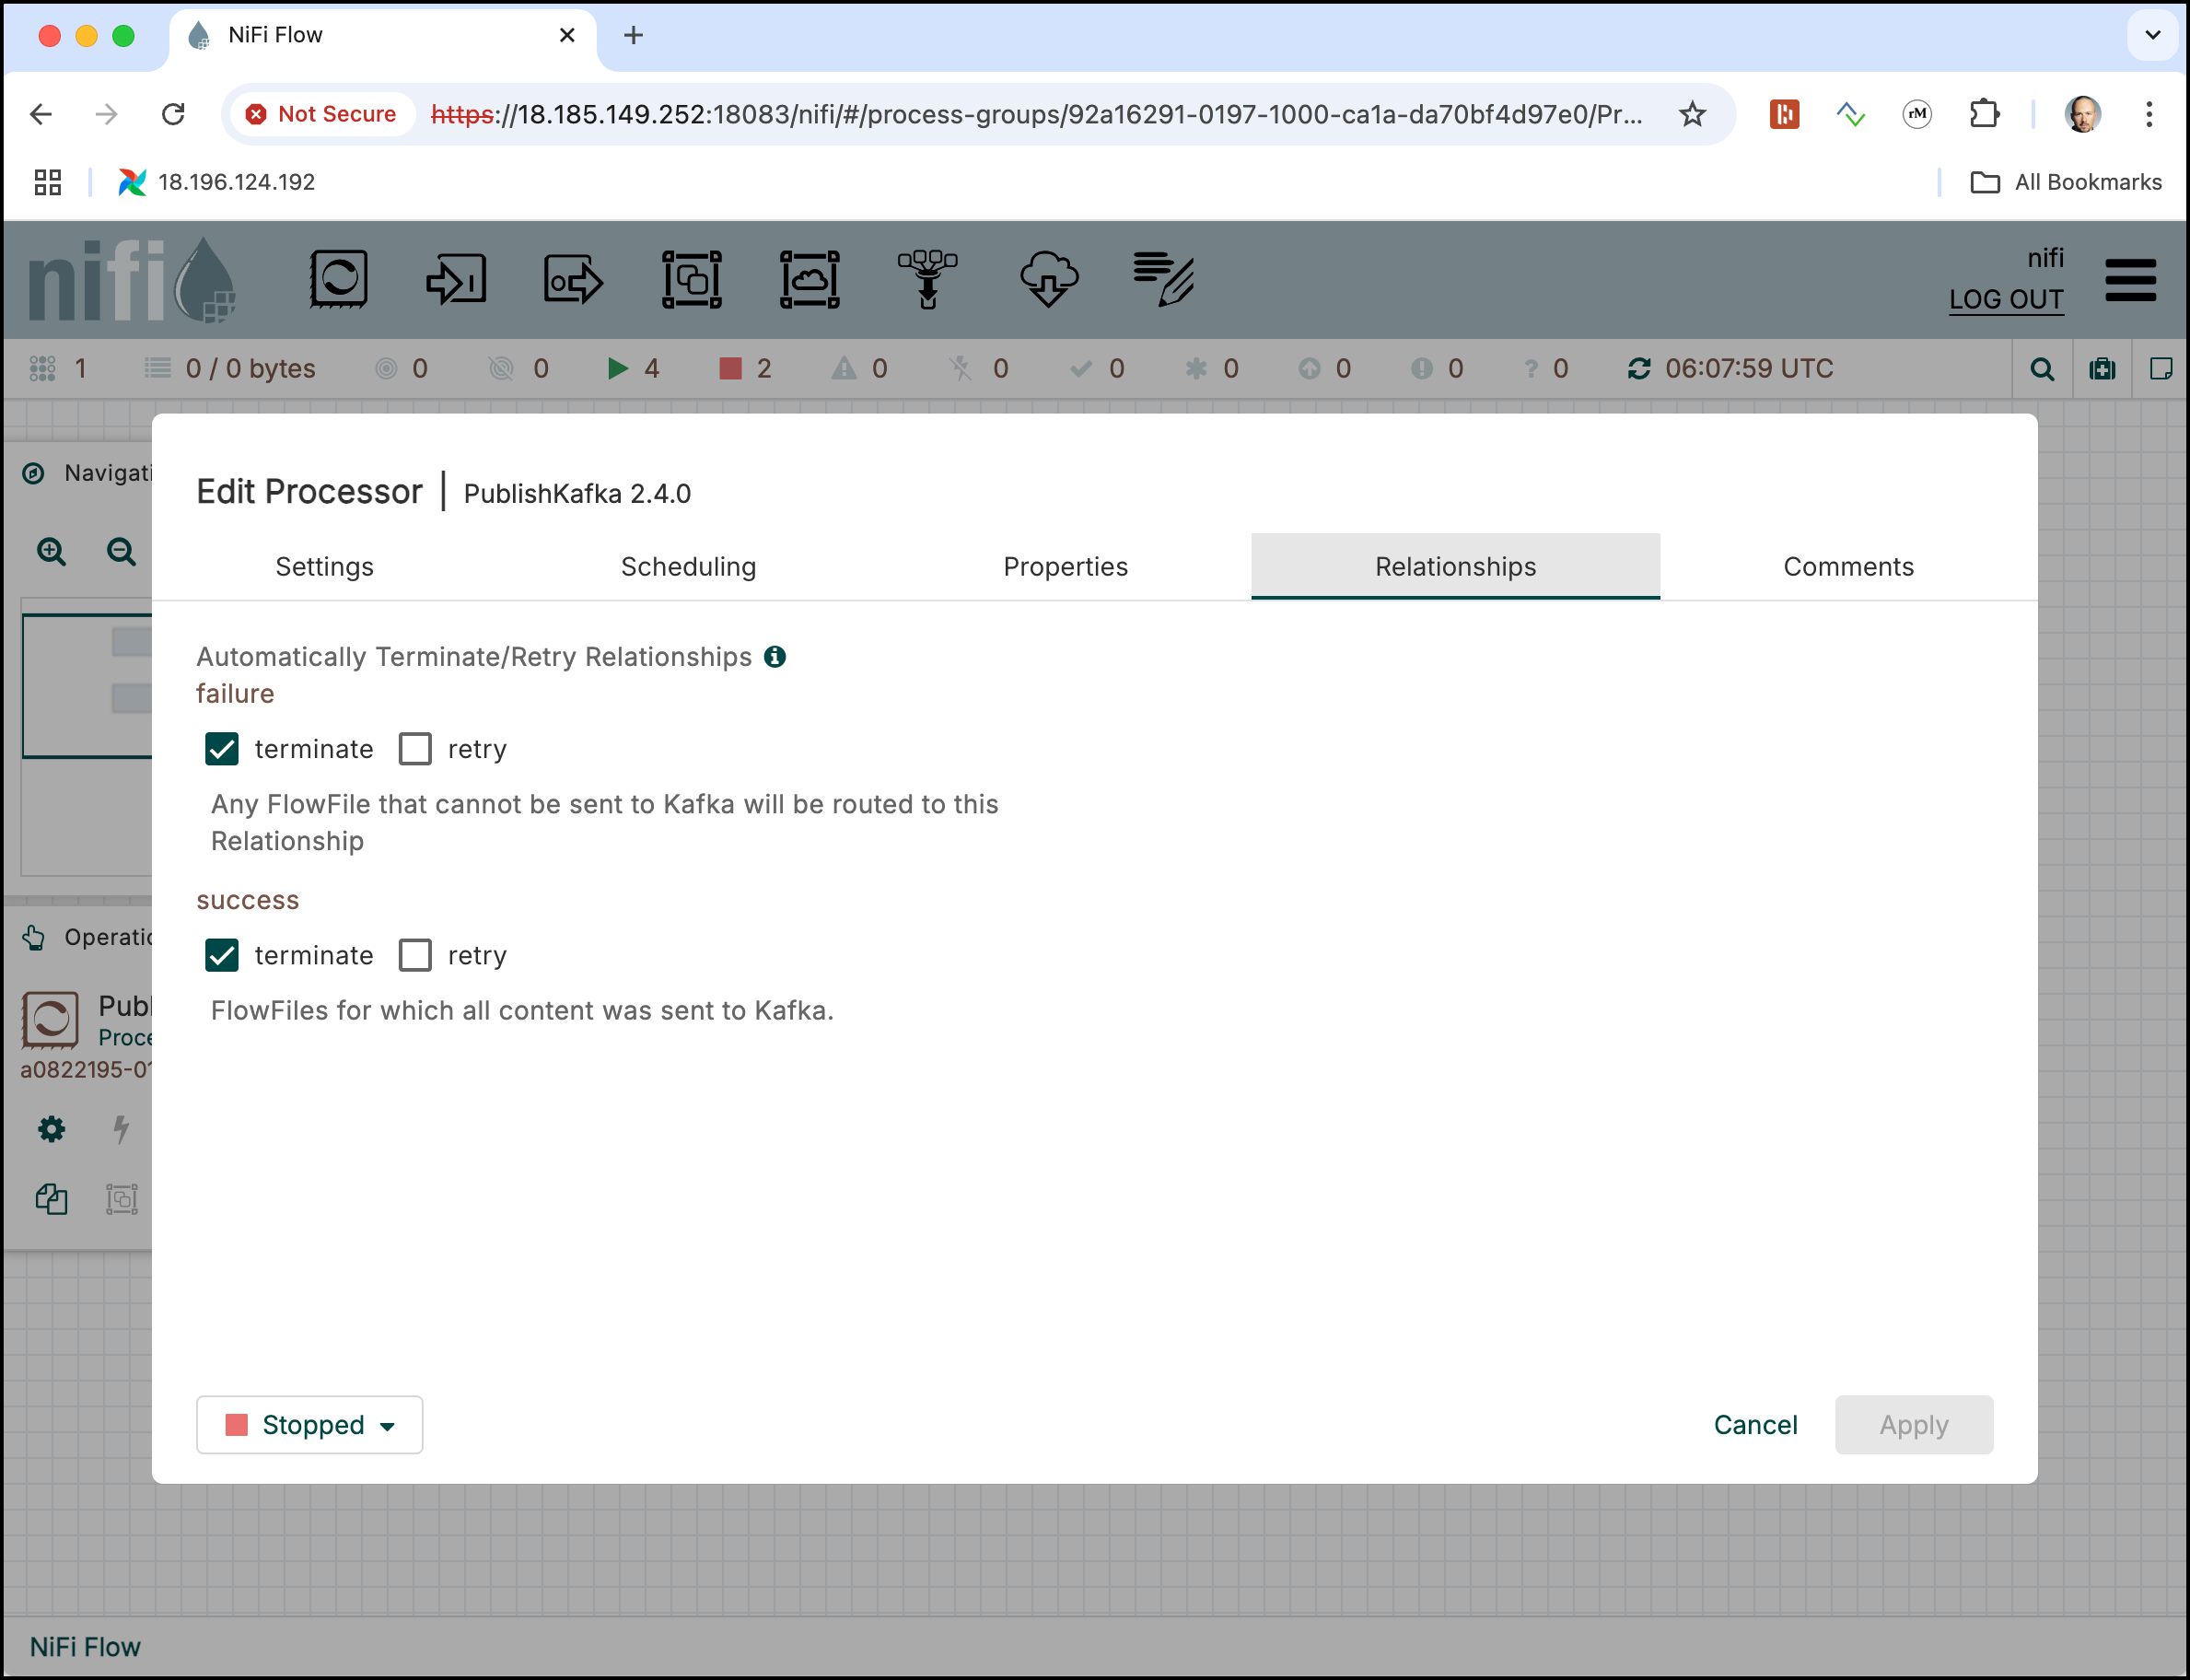 NiFi Flow
Not Secure https://18.185.149.252:18083/nifi/#/process-groups/92a16291-0197-1000-ca1a-da70bf4d97e0/Pr... rM
18.196.124.192 All Bookmarks
nifi
nifi
LOG OUT
1 0 / 0 bytes 0 0 4 2 0 0 0 0 0 0 ? 0 06:07:59 UTC
Navigati
Edit Processor | PublishKafka 2.4.0
Settings Scheduling Properties Relationships Comments
Automatically Terminate/Retry Relationships
failure
terminate retry
Any FlowFile that cannot be sent to Kafka will be routed to this
Relationship
success
terminate retry
FlowFiles for which all content was sent to Kafka.
Operatio
Publ
Proce
a0822195-01
Stopped Cancel Apply
NiFi Flow